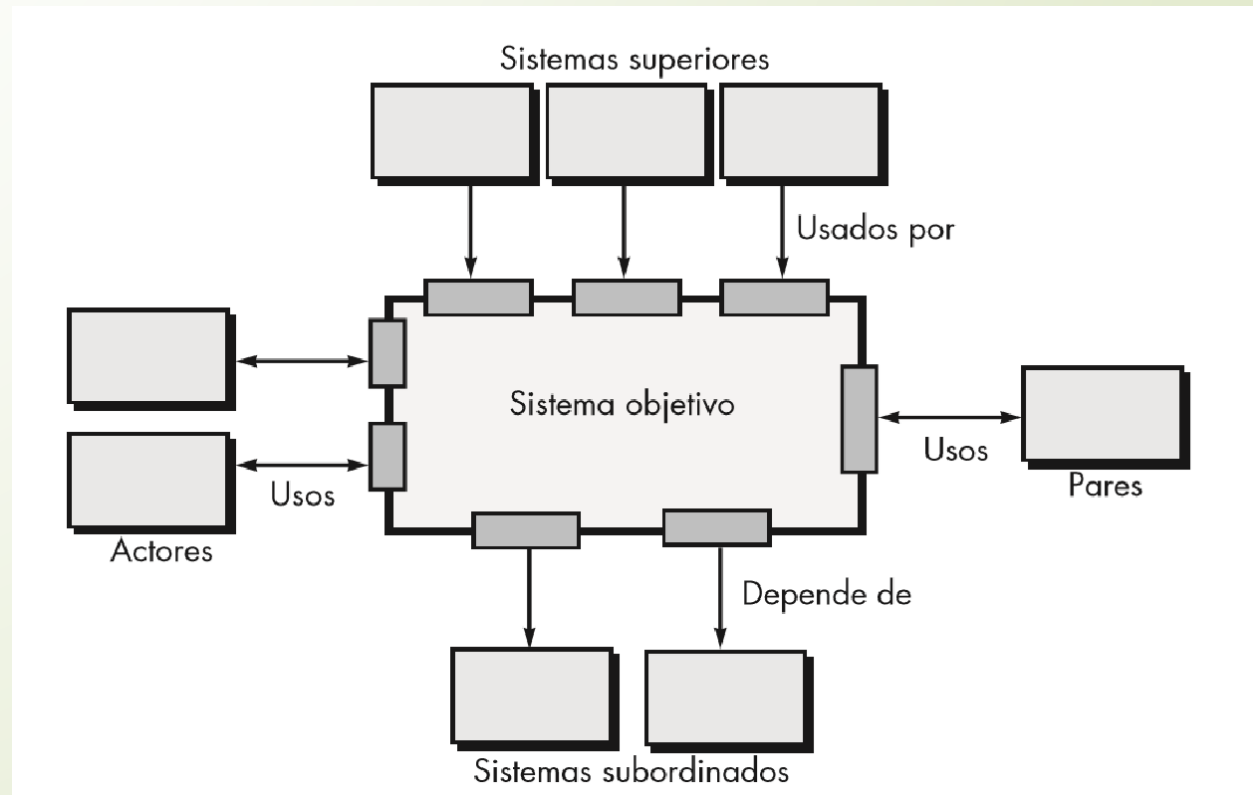 Sistemas superiores
Usados por
Sistema objetivo
Usos
Actores
Usos
Pares
Depende de
Sistemas subordinados